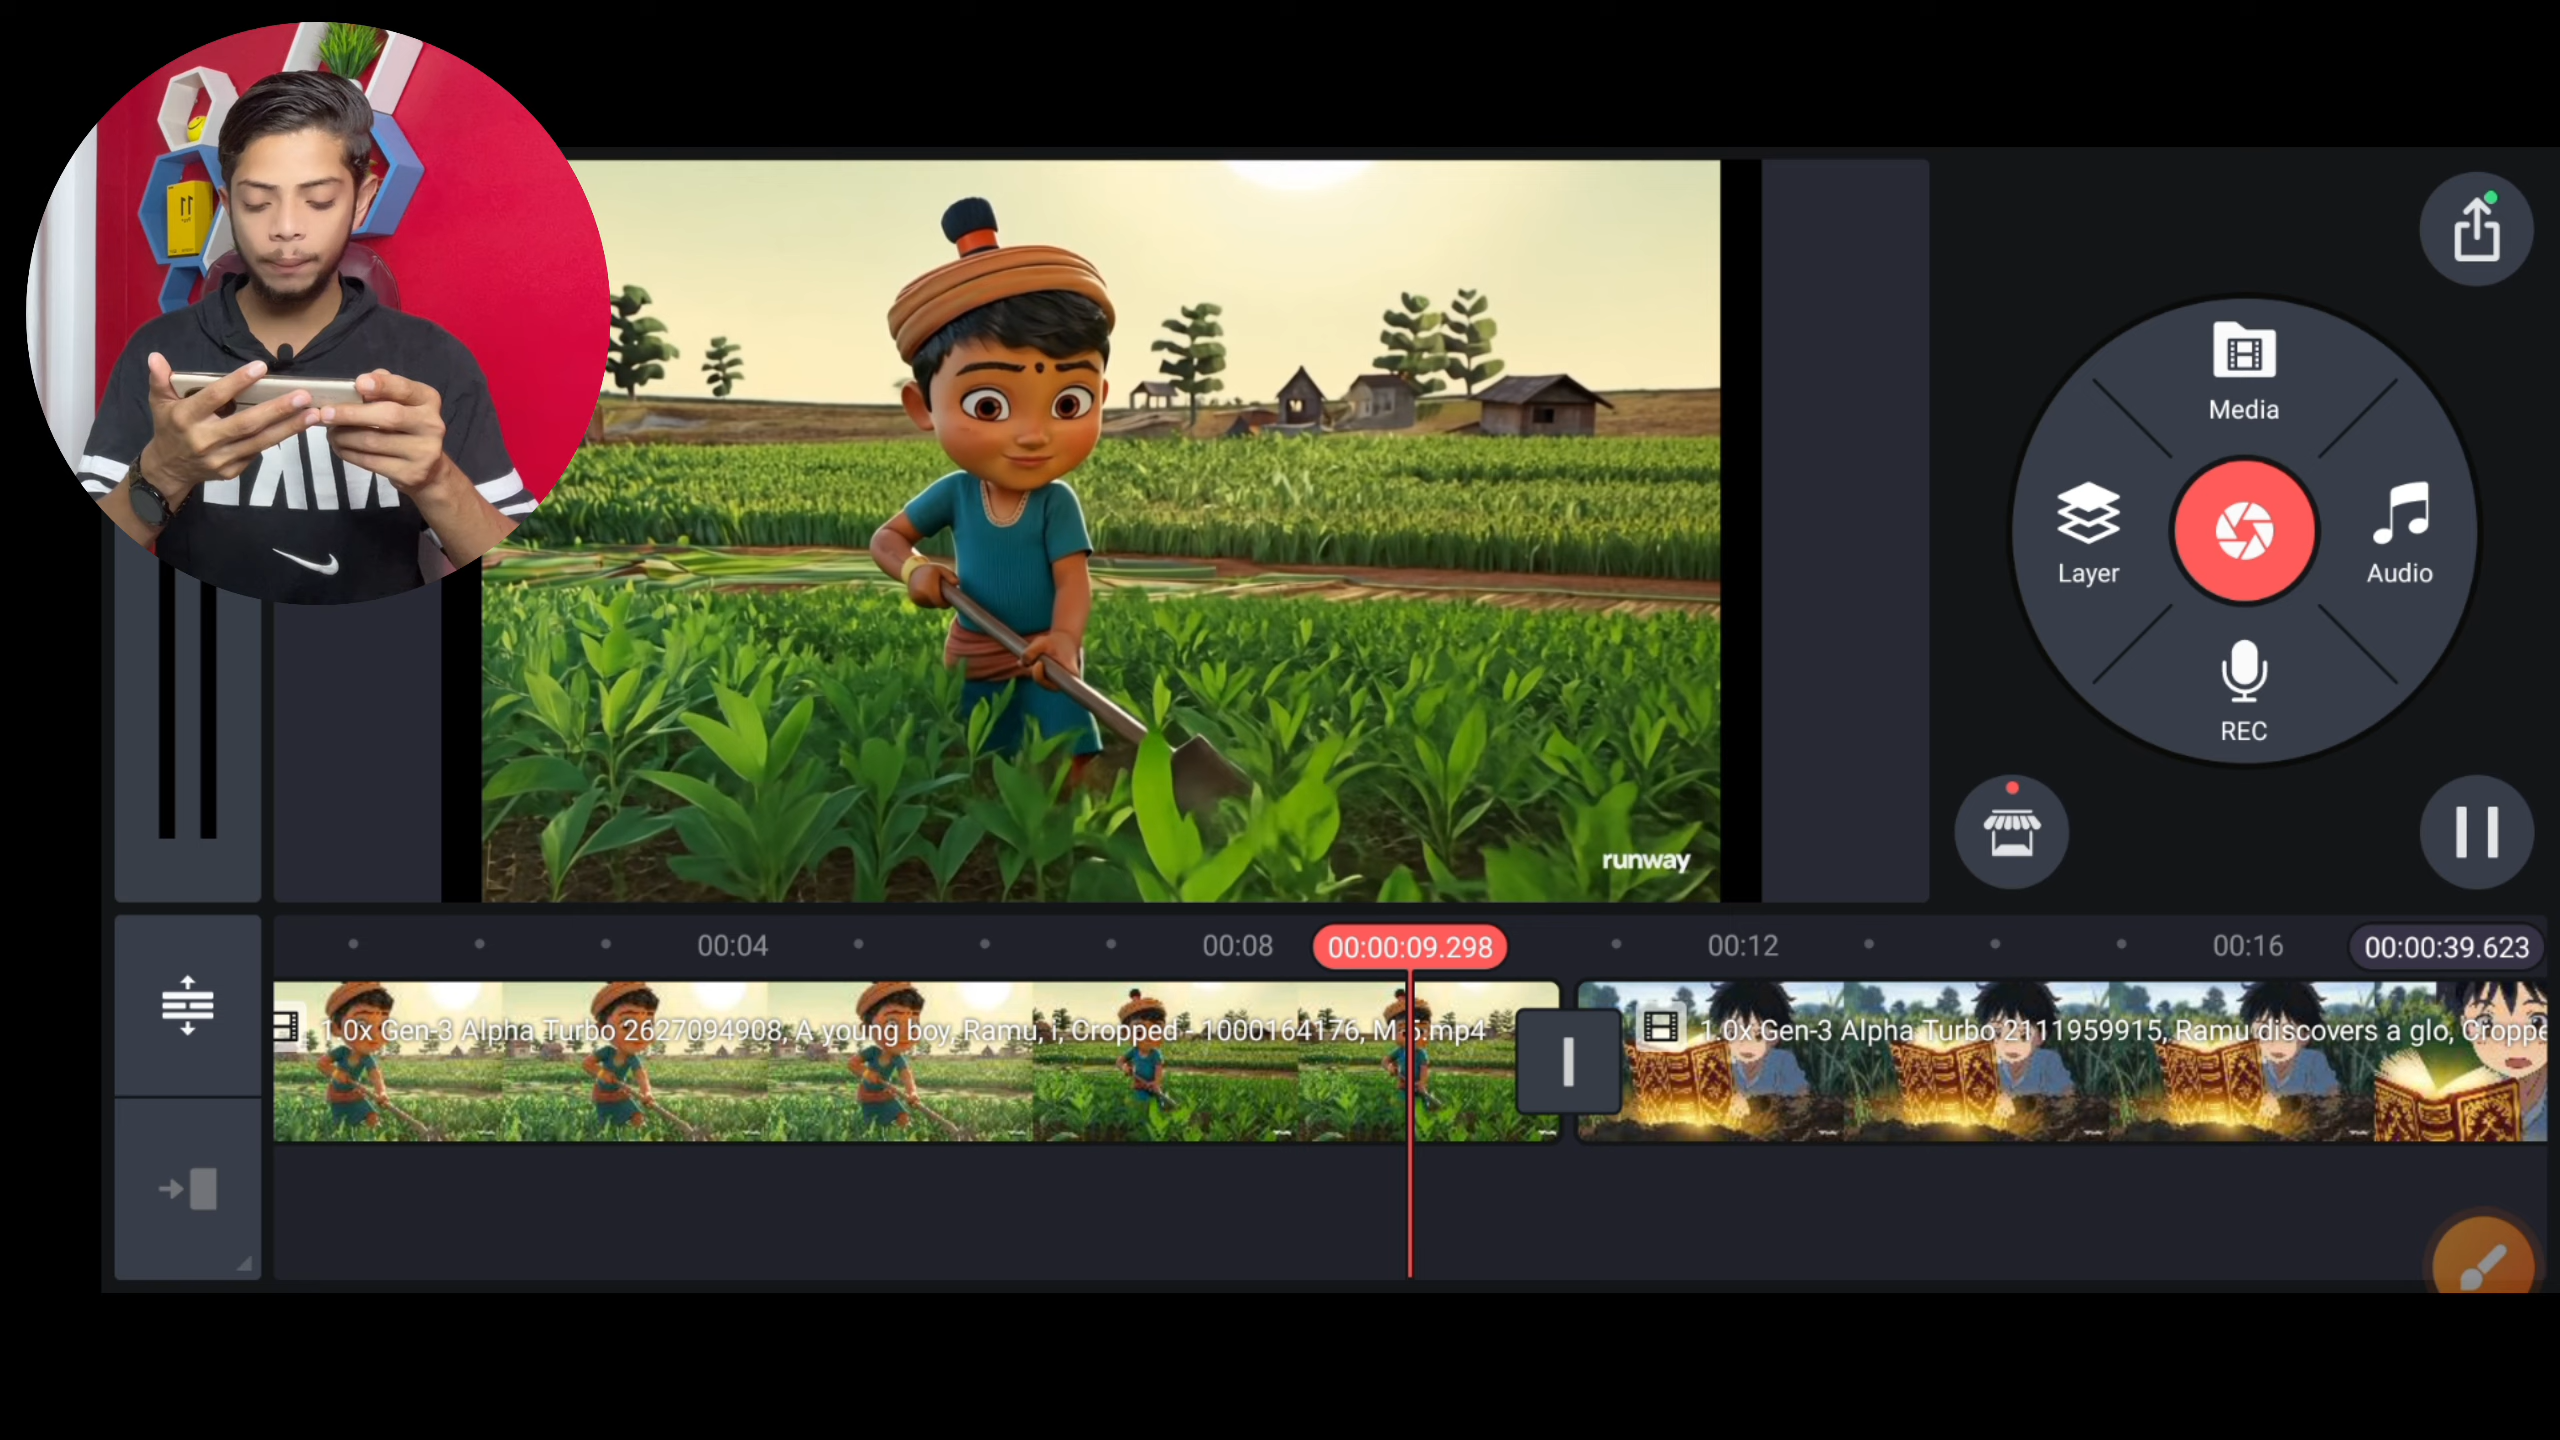 Media
Layer
Audio
REC
runway
00:04
00:08
00:00:09.298
00:12
00:16
00:00:39.623
1.0x Gen-3 Alpha Turbo 2627094908, A young boy, Ramu, i, Cropped - 1000164176, M 5.mp4
1.0x Gen-3 Alpha Turbo 2111959915, Ramu discovers a glo, Croppe